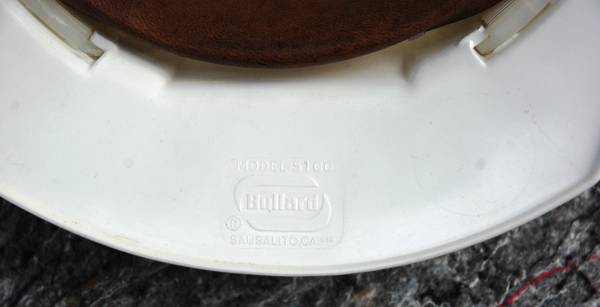 MODEL 5100
Bullard
®
SAUSALITO, CA